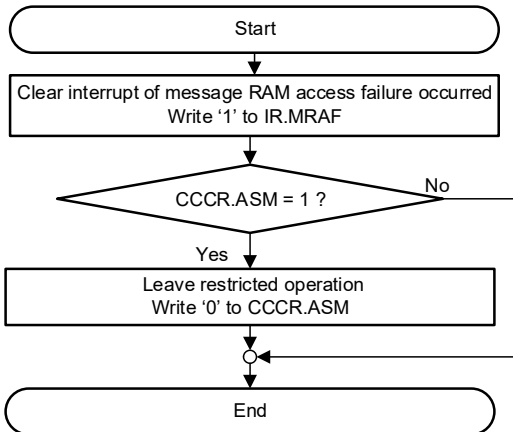 Start
Clear interrupt of message RAM access failure occurred
Write ‘1’ to IR.MRAF
CCCR.ASM = 1 ?
No
Yes
Leave restricted operation
Write ‘0’ to CCCR.ASM
End